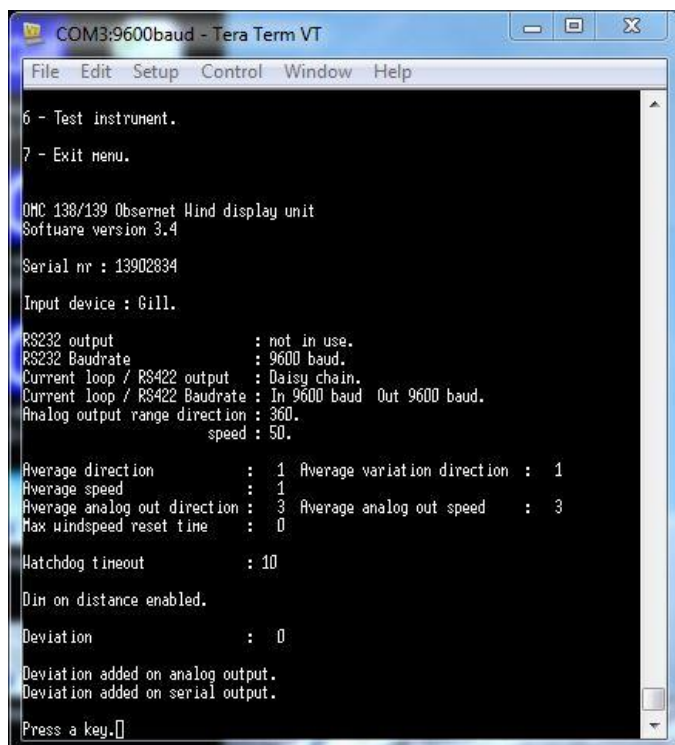 COM3:9600baud - Tera Term VT
File Edit Setup Control Window Help
6 - Test instrument.
7 - Exit menu.
OMC 138/139 Obsermet Wind display unit
Software version 3.4
Serial nr : 13902834
Input device : Gill.
RS232 output : not in use.
RS232 Baudrate : 9600 baud.
Current loop / RS422 output : Daisy chain.
Current loop / RS422 Baudrate : In 9600 baud Out 9600 baud.
Analog output range direction : 360.
speed : 50.
Average direction : 1 Average variation direction : 1
Average speed : 1
Average analog out direction : 3 Average analog out speed : 3
Max windspeed reset time : 0
Watchdog timeout : 10
Dim on distance enabled.
Deviation : 0
Deviation added on analog output.
Deviation added on serial output.
Press a key.